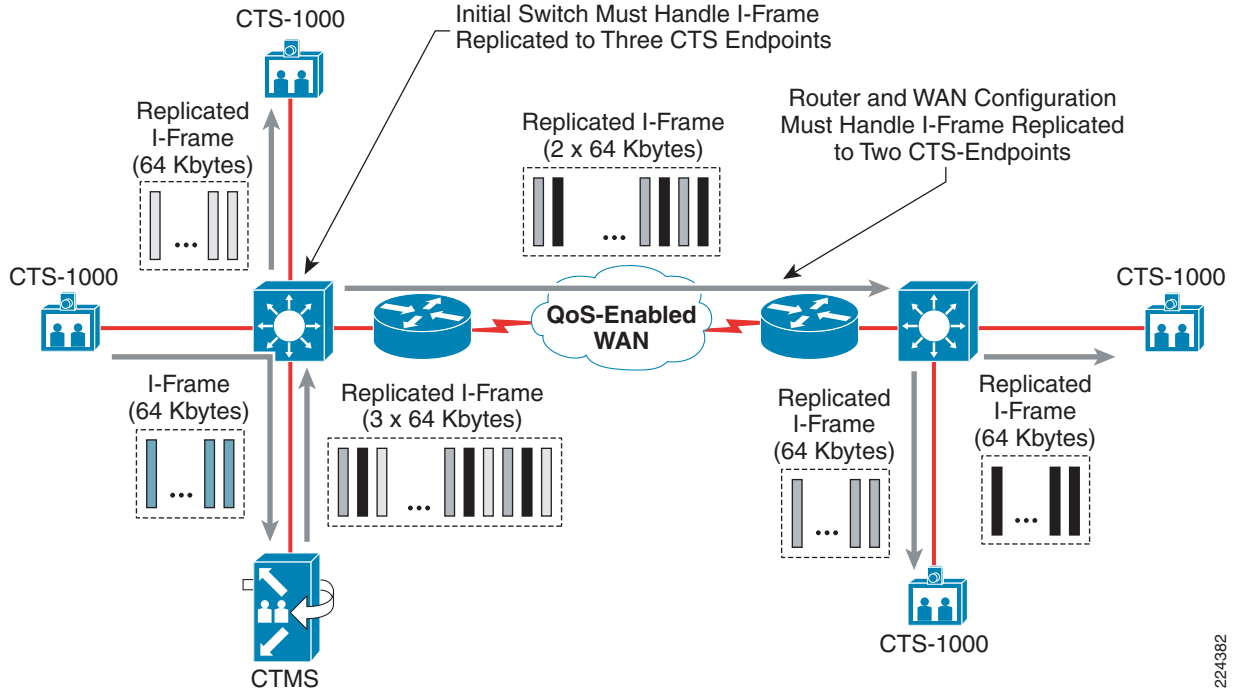 CTS-1000
Initial Switch Must Handle I-Frame
Replicated to Three CTS Endpoints
Replicated
I-Frame
(64 Kbytes)
...
Replicated I-Frame
(2 x 64 Kbytes)
...
Router and WAN Configuration
Must Handle I-Frame Replicated
to Two CTS-Endpoints
CTS-1000
CTS-1000
QoS-Enabled
WAN
I-Frame
(64 Kbytes)
...
Replicated I-Frame
(3 x 64 Kbytes)
...
Replicated
I-Frame
(64 Kbytes)
...
Replicated
I-Frame
(64 Kbytes)
...
CTMS
CTS-1000
224382